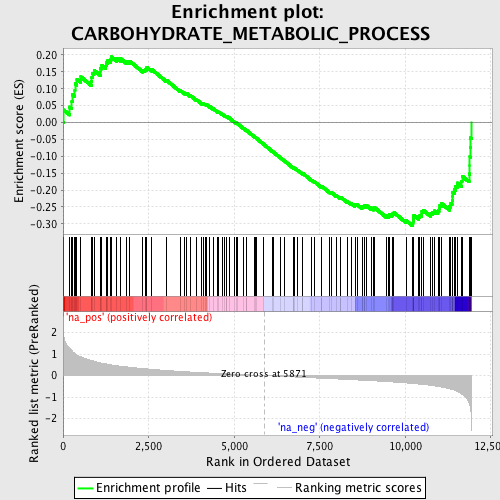 Enrichment plot:
CARBOHYDRATE_METABOLIC_PROCESS
Enrichment score (ES)
0.20
0.15
0.10
0.05
0.00
-0.05
-0.10
-0.15
-0.20
-0.25
-0.30
'na_pos' (positively correlated)
Ranked list metric (PreRanked)
2
1
0
-1
-2
Zero cross at 5871
'na_neg' (negatively correlated)
0
2,500
5,000
7,500
10,000
12,500
Rank in Ordered Dataset
Enrichment profile
Hits
Ranking metric scores